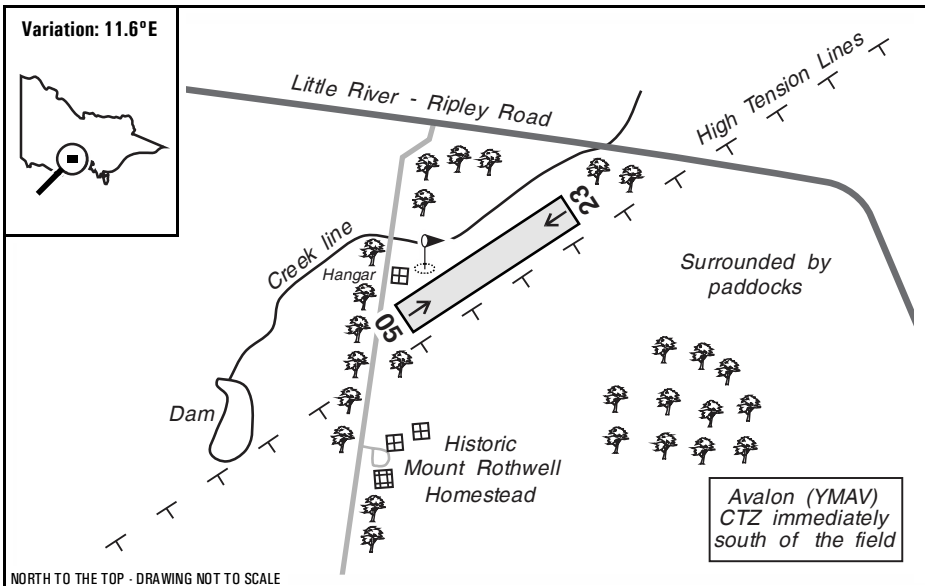 Variation: 11.6°E
Little River - Ripley Road
High Tension Lines
23
Creek line
Hangar
Surrounded by
paddocks
05
Dam
Historic
Mount Rothwell
Homestead
Avalon (YMAV)
CTZ immediately
south of the field
NORTH TO THE TOP - DRAWING NOT TO SCALE